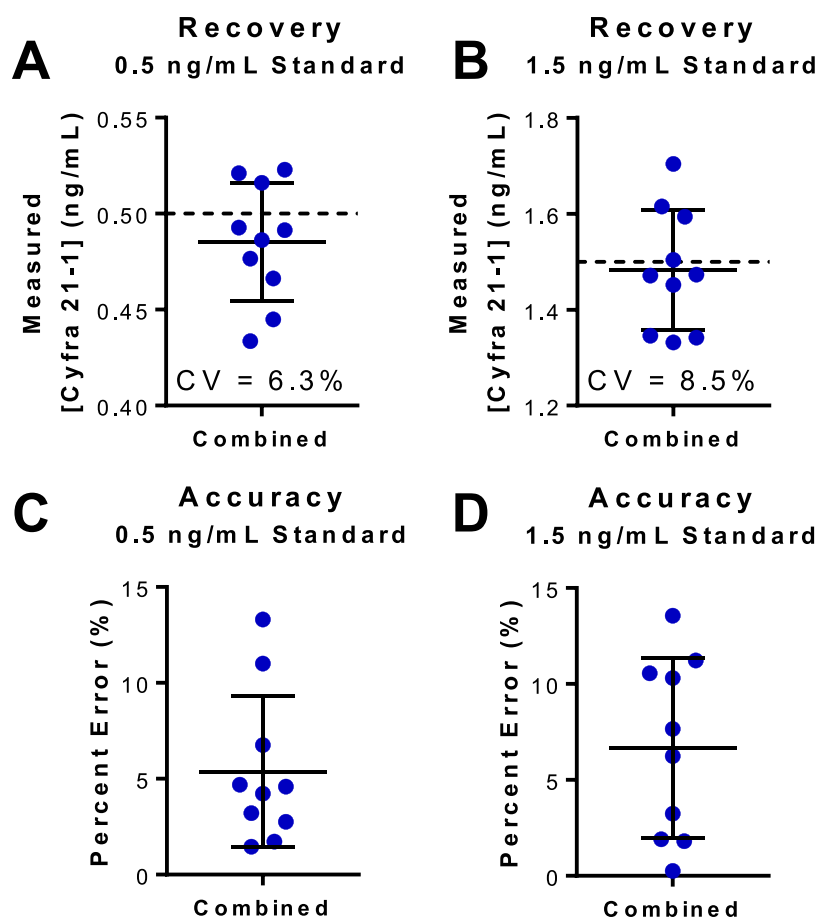 A
Recovery
0.5 ng/mL Standard
Measured
[Cyfra 21-1] (ng/mL)
0.55
0.50
0.45
0.40
CV = 6.3%
Combined
B
Recovery
1.5 ng/mL Standard
Measured
[Cyfra 21-1] (ng/mL)
1.8
1.6
1.4
1.2
CV = 8.5%
Combined
C
Accuracy
0.5 ng/mL Standard
Percent Error (%)
15
10
5
0
Combined
D
Accuracy
1.5 ng/mL Standard
Percent Error (%)
15
10
5
0
Combined